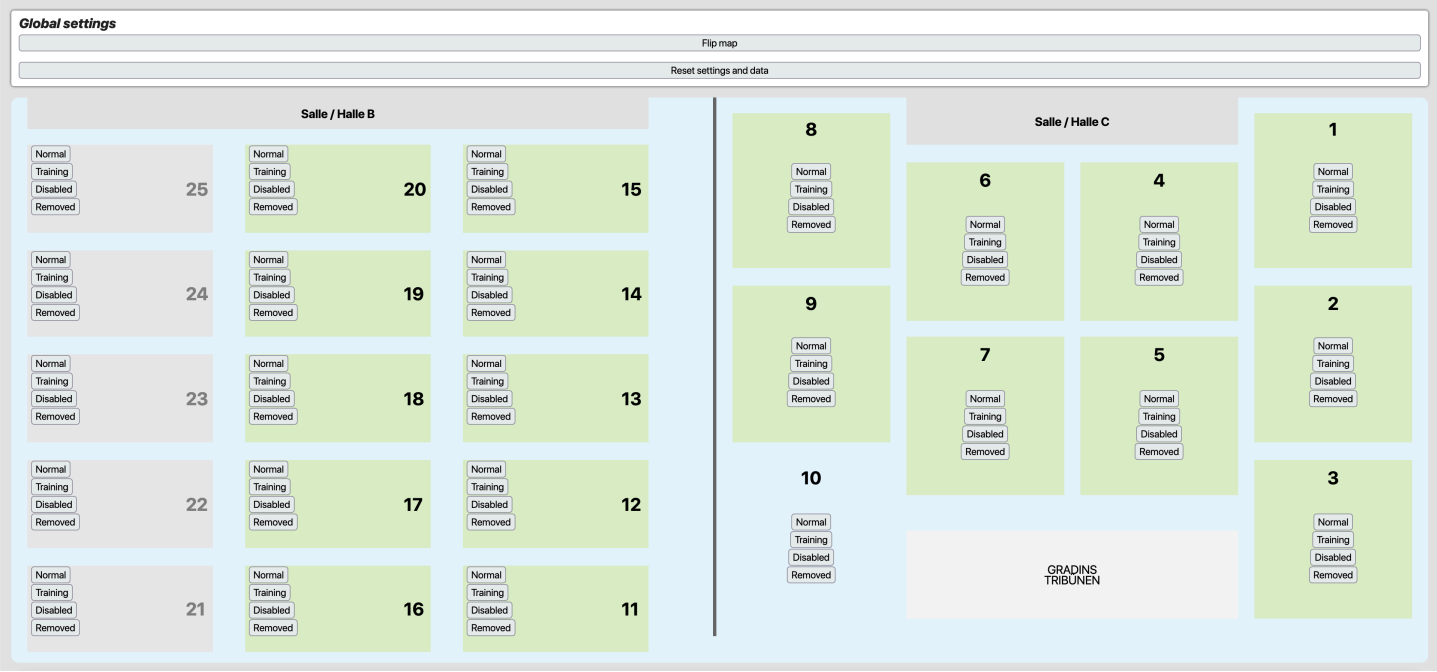 Global settings
Flip map
Reset settings and data
Salle / Halle B
Normal
Training
Disabled
Removed
25
Normal
Training
Disabled
Removed
20
Normal
Training
Disabled
Removed
15
Normal
Training
Disabled
Removed
24
Normal
Training
Disabled
Removed
19
Normal
Training
Disabled
Removed
14
Normal
Training
Disabled
Removed
23
Normal
Training
Disabled
Removed
18
Normal
Training
Disabled
Removed
13
Normal
Training
Disabled
Removed
22
Normal
Training
Disabled
Removed
17
Normal
Training
Disabled
Removed
12
Normal
Training
Disabled
Removed
21
Normal
Training
Disabled
Removed
16
Normal
Training
Disabled
Removed
11
8
Normal
Training
Disabled
Removed
9
Normal
Training
Disabled
Removed
10
Normal
Training
Disabled
Removed
Salle / Halle C
6
Normal
Training
Disabled
Removed
4
Normal
Training
Disabled
Removed
7
Normal
Training
Disabled
Removed
5
Normal
Training
Disabled
Removed
GRADINS
TRIBUNEN
1
Normal
Training
Disabled
Removed
2
Normal
Training
Disabled
Removed
3
Normal
Training
Disabled
Removed